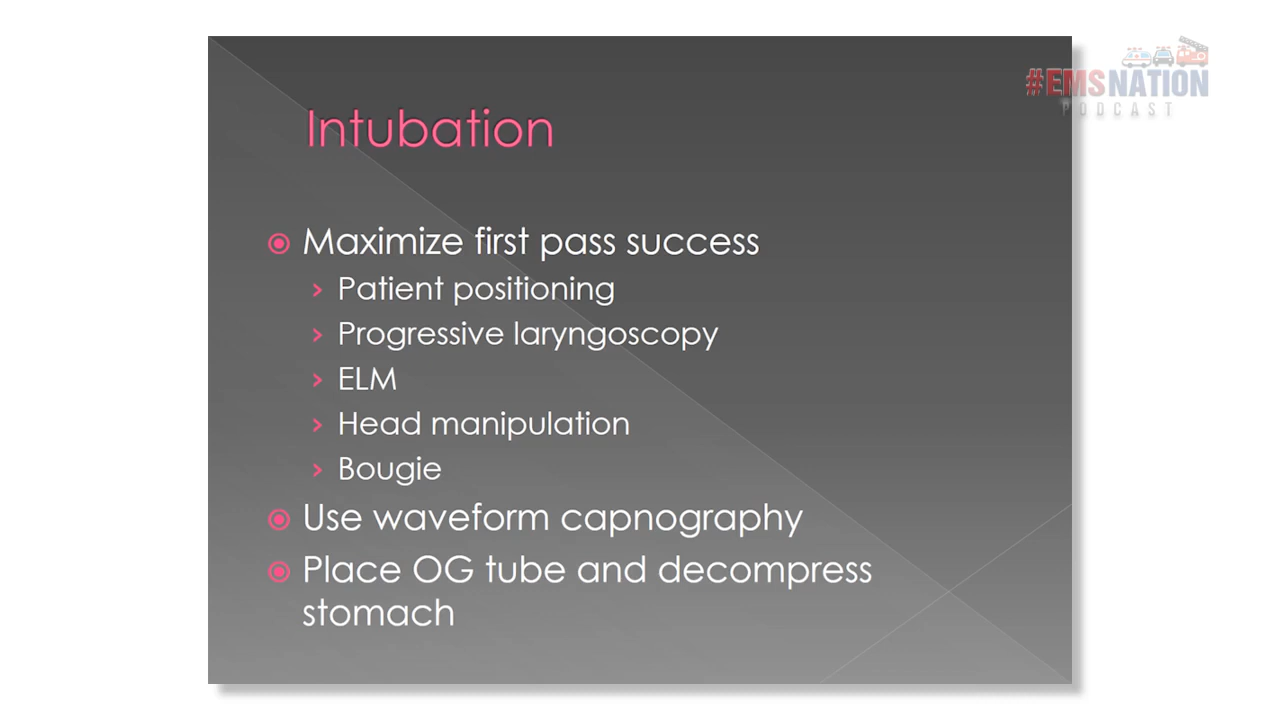 #EMSNATION
PODCAST
Intubation
Maximize first pass success
Patient positioning
Progressive laryngoscopy
ELM
Head manipulation
Bougie
Use waveform capnography
Place OG tube and decompress
stomach